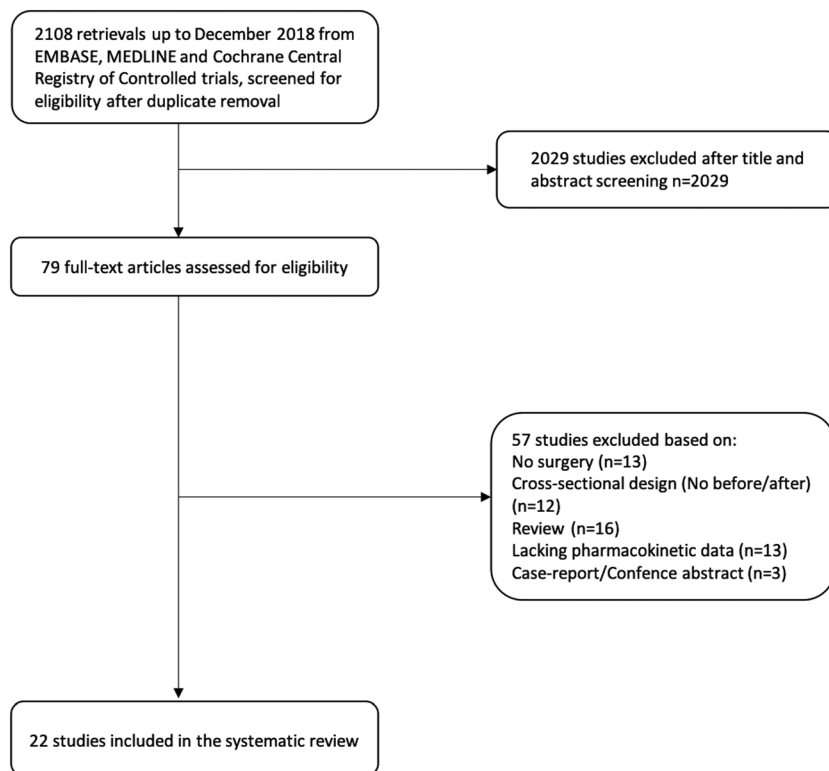 2108 retrievals up to December 2018 from
EMBASE, MEDLINE and Cochrane Central
Registry of Controlled trials, screened for
eligibility after duplicate removal
2029 studies excluded after title and
abstract screening n=2029
79 full-text articles assessed for eligibility
57 studies excluded based on:
No surgery (n=13)
Cross-sectional design (No before/after)
(n=12)
Review (n=16)
Lacking pharmacokinetic data (n=13)
Case-report/Confence abstract (n=3)
22 studies included in the systematic review